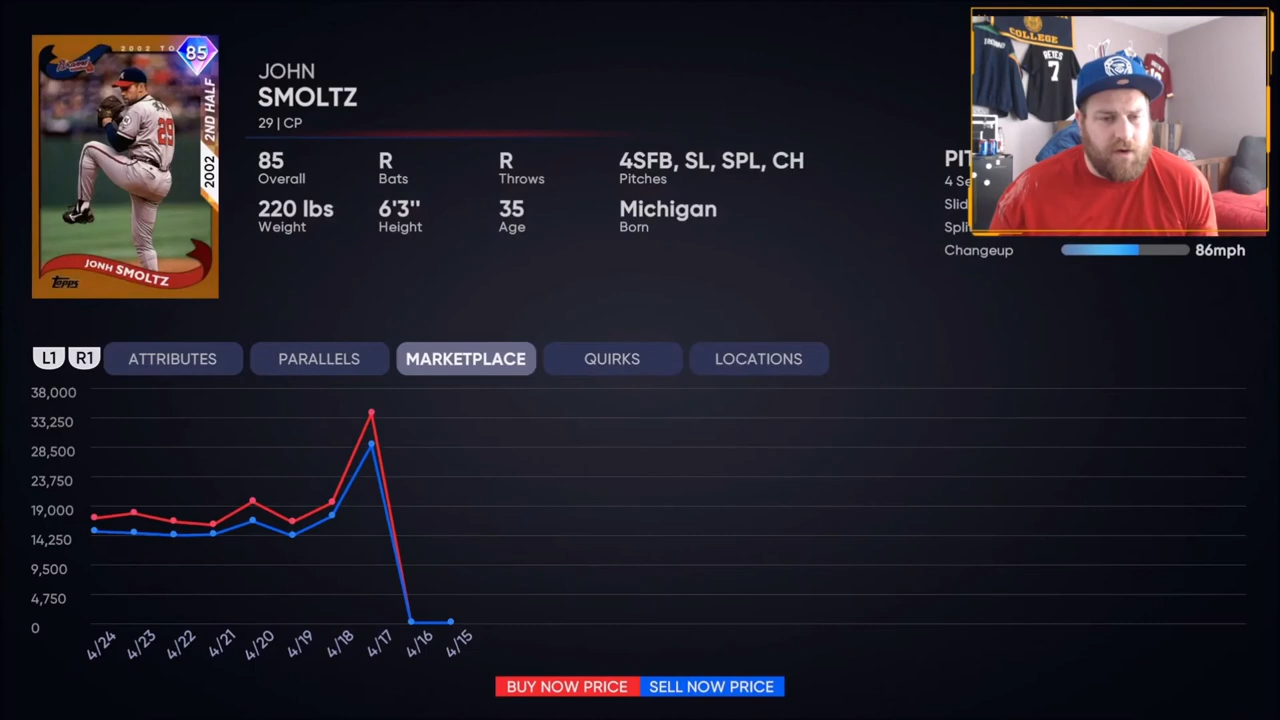 2002 TO
85
Braves
29
2ND HALF
2002
JONH SMOLTZ
Topps
JOHN
SMOLTZ
29 | CP
85
Overall
R
Bats
R
Throws
4SFB, SL, SPL, CH
Pitches
220 lbs
Weight
6'3''
Height
35
Age
Michigan
Born
PIT
4 Se
Slid
Split
Changeup
86mph
COLLEGE
REYES
7
L1
R1
ATTRIBUTES
PARALLELS
MARKETPLACE
QUIRKS
LOCATIONS
38,000
33,250
28,500
23,750
19,000
14,250
9,500
4,750
0
4/24
4/23
4/22
4/21
4/20
4/19
4/18
4/17
4/16
4/15
BUY NOW PRICE
SELL NOW PRICE